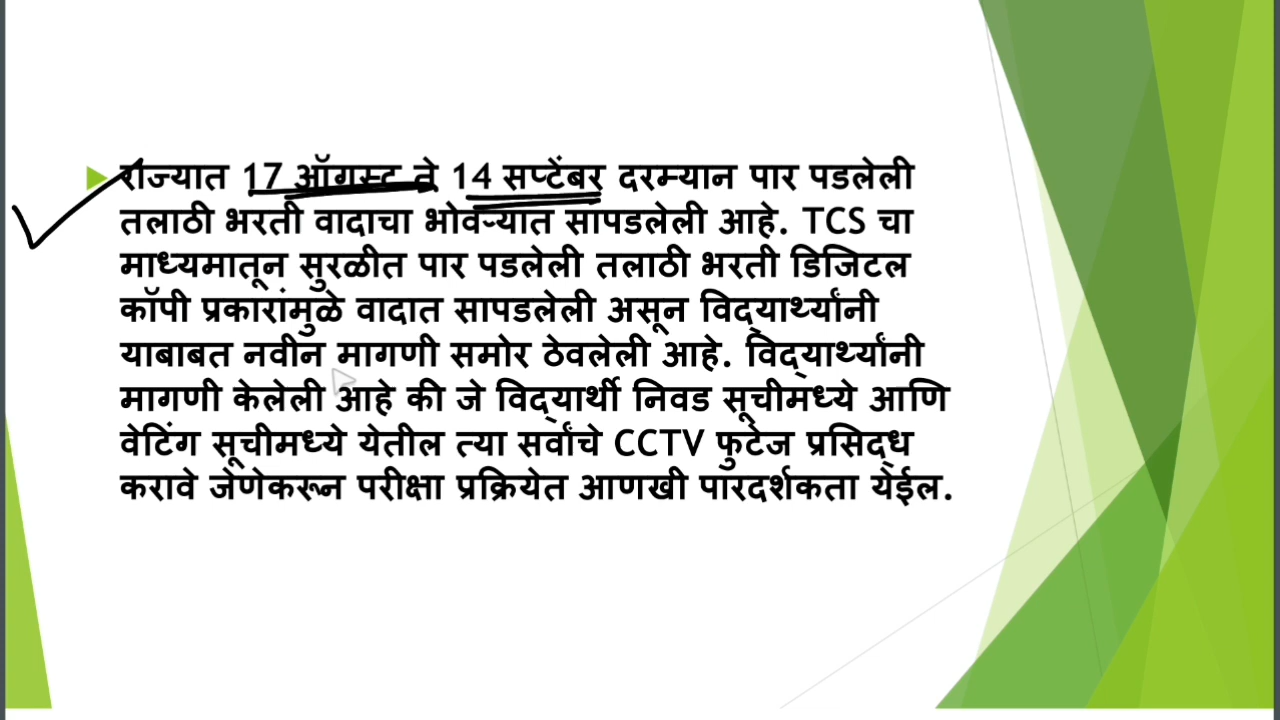 राज्यात 17 ऑगस्ट ते 14 सप्टेंबर दरम्यान पार पडलेली
तलाठी भरती वादाचा भोवऱ्यात सापडलेली आहे. TCS चा
माध्यमातून सुरळीत पार पडलेली तलाठी भरती डिजिटल
कॉपी प्रकारांमुळे वादात सापडलेली असून विद्यार्थ्यांनी
याबाबत नवीन मागणी समोर ठेवलेली आहे. विद्यार्थ्यांनी
मागणी केलेली आहे की जे विद्यार्थी निवड सूचीमध्ये आणि
वेटिंग सूचीमध्ये येतील त्या सर्वांचे CCTV फुटेज प्रसिद्ध
करावे जेणेकरून परीक्षा प्रक्रियेत आणखी पारदर्शकता येईल.